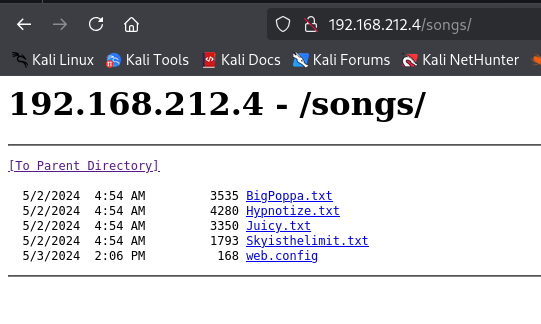 192.168.212.4/songs/
Kali Linux Kali Tools Kali Docs Kali Forums Kali NetHunter
192.168.212.4 - /songs/
[To Parent Directory]
5/2/2024 4:54 AM 3535 BigPoppa.txt
5/2/2024 4:54 AM 4280 Hypnotize.txt
5/2/2024 4:54 AM 3350 Juicy.txt
5/2/2024 4:54 AM 1793 Skyisthelimit.txt
5/3/2024 2:06 PM 168 web.config